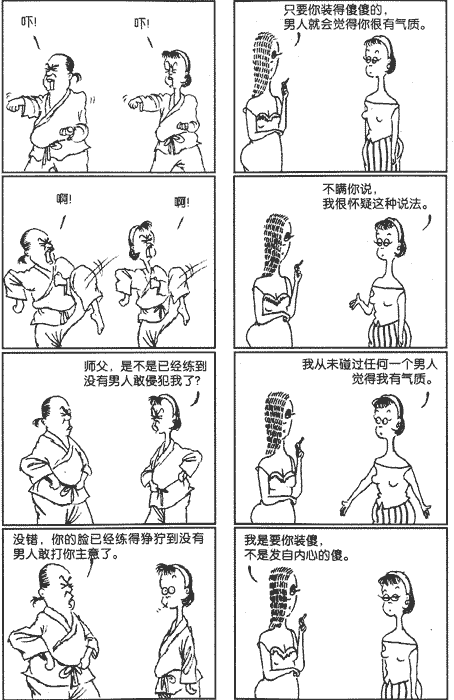 吓!
吓!
啊!
啊!
师父，是不是已经练到
没有男人敢侵犯我了?
没错，你的脸已经练得狰狞到没有
男人敢打你主意了。
只要你装得傻傻的，
男人就会觉得你很有气质。
不瞒你说，
我很怀疑这种说法。
我从未碰过任何一个男人
觉得我有气质。
我是要你装傻，
不是发自内心的傻。